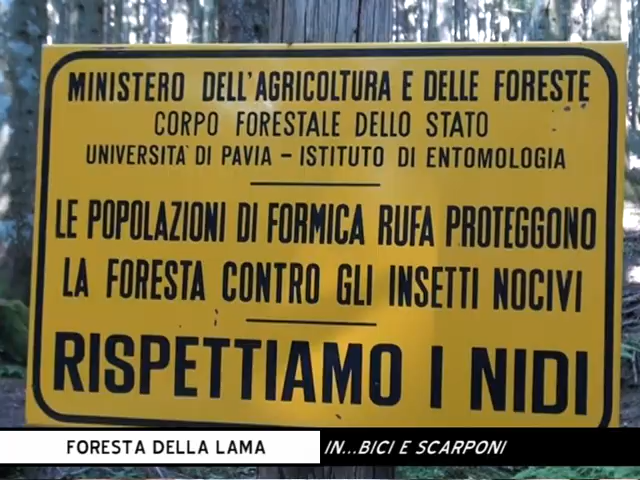 MINISTERO DELL'AGRICOLTURA E DELLE FORESTE
CORPO FORESTALE DELLO STATO
UNIVERSITA' DI PAVIA - ISTITUTO DI ENTOMOLOGIA
LE POPOLAZIONI DI FORMICA RUFA PROTEGGONO
LA FORESTA CONTRO GLI INSETTI NOCIVI
RISPETTIAMO I NIDI
FORESTA DELLA LAMA IN...BICI E SCARPONI